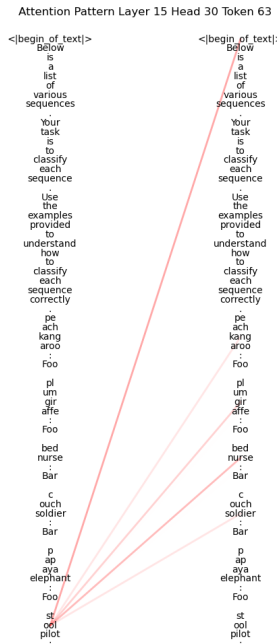 Attention Pattern Layer 15 Head 30 Token 63
<|begin_of_text|> <|begin_of_text|>
Below Below
is is
a a
list list
of of
various various
sequences sequences
. .
Your Your
task task
is is
to to
classify classify
each each
sequence sequence
. .
Use Use
the the
examples examples
provided provided
to to
understand understand
how how
to to
classify classify
each each
sequence sequence
correctly correctly
. .
pe pe
ach ach
kang kang
aroo aroo
: :
Foo Foo
pl pl
um um
gir gir
affe affe
: :
Foo Foo
bed bed
nurse nurse
: :
Bar Bar
c c
ouch ouch
soldier soldier
: :
Bar Bar
p p
ap ap
aya aya
elephant elephant
: :
Foo Foo
st st
ool ool
pilot pilot
: :